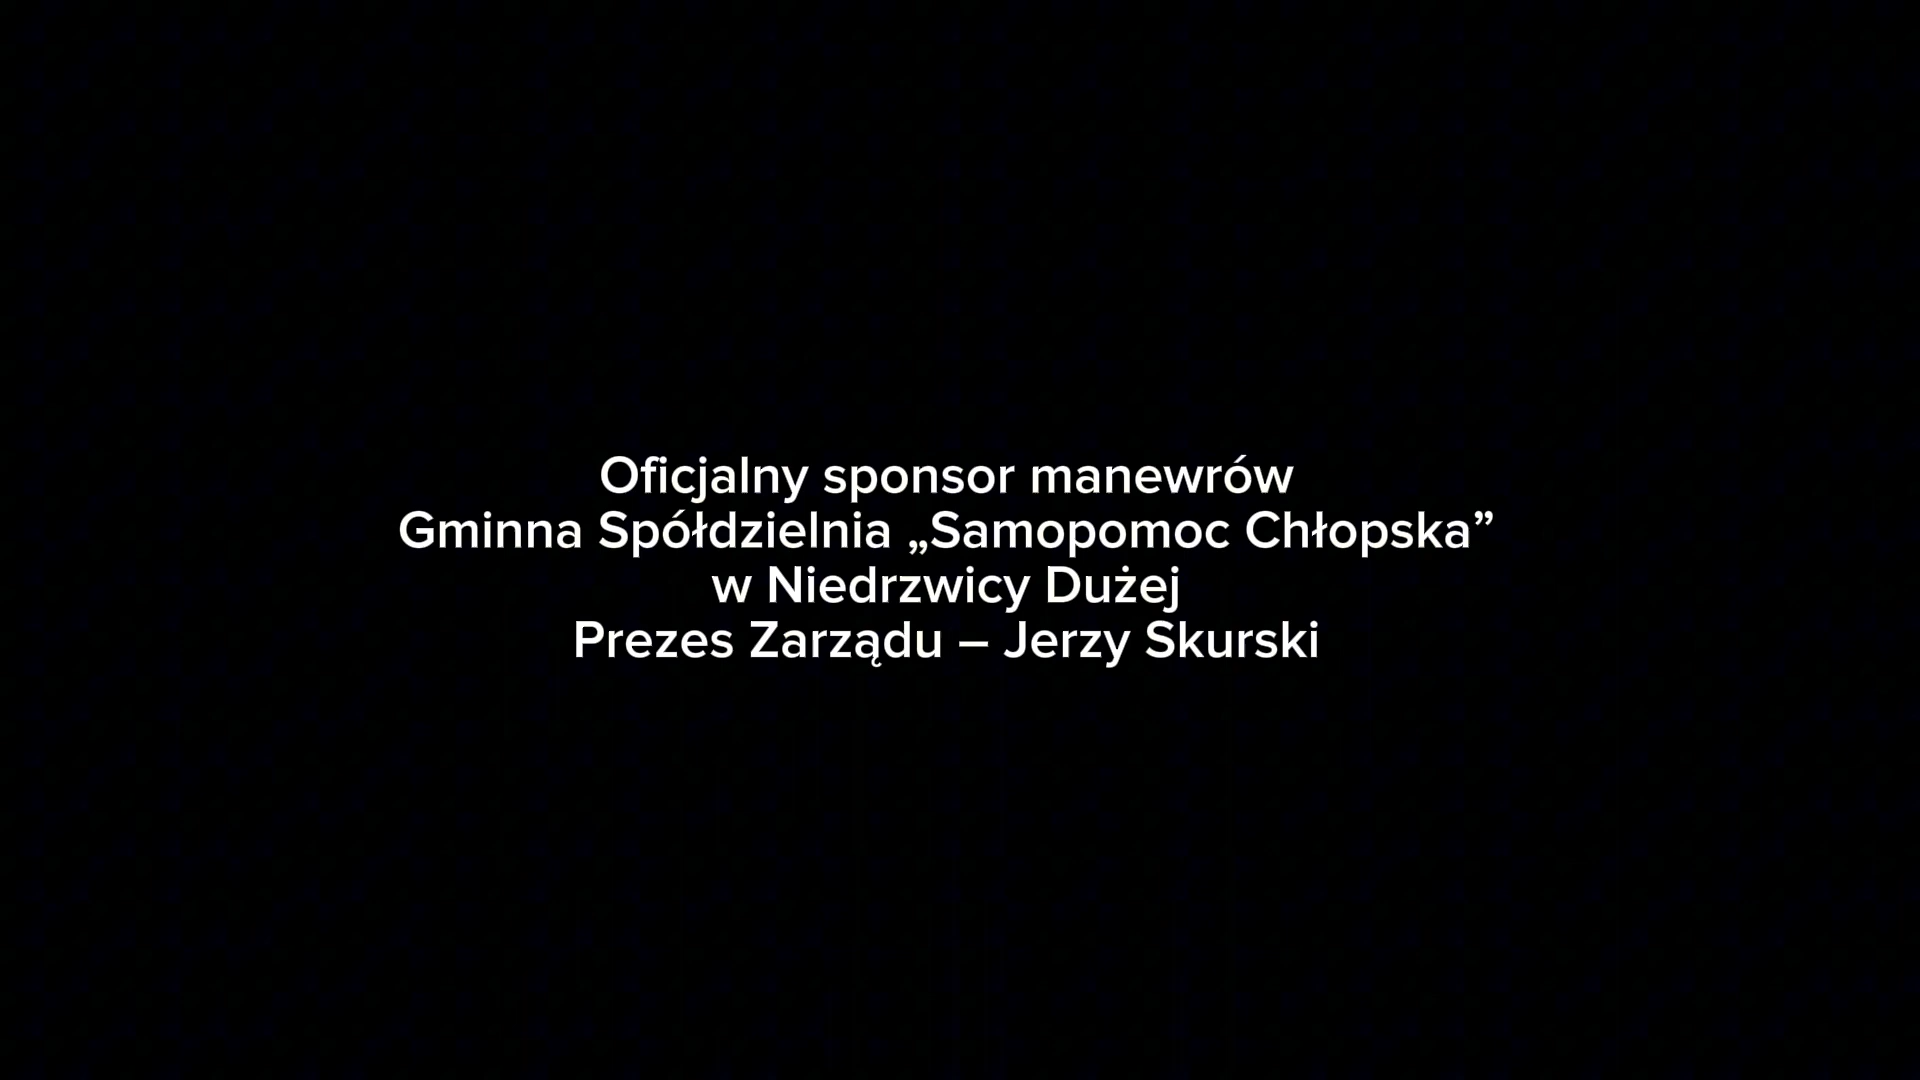 Oficjalny sponsor manewrów
Gminna Spółdzielnia „Samopomoc Chłopska”
w Niedrzwicy Dużej
Prezes Zarządu – Jerzy Skurski